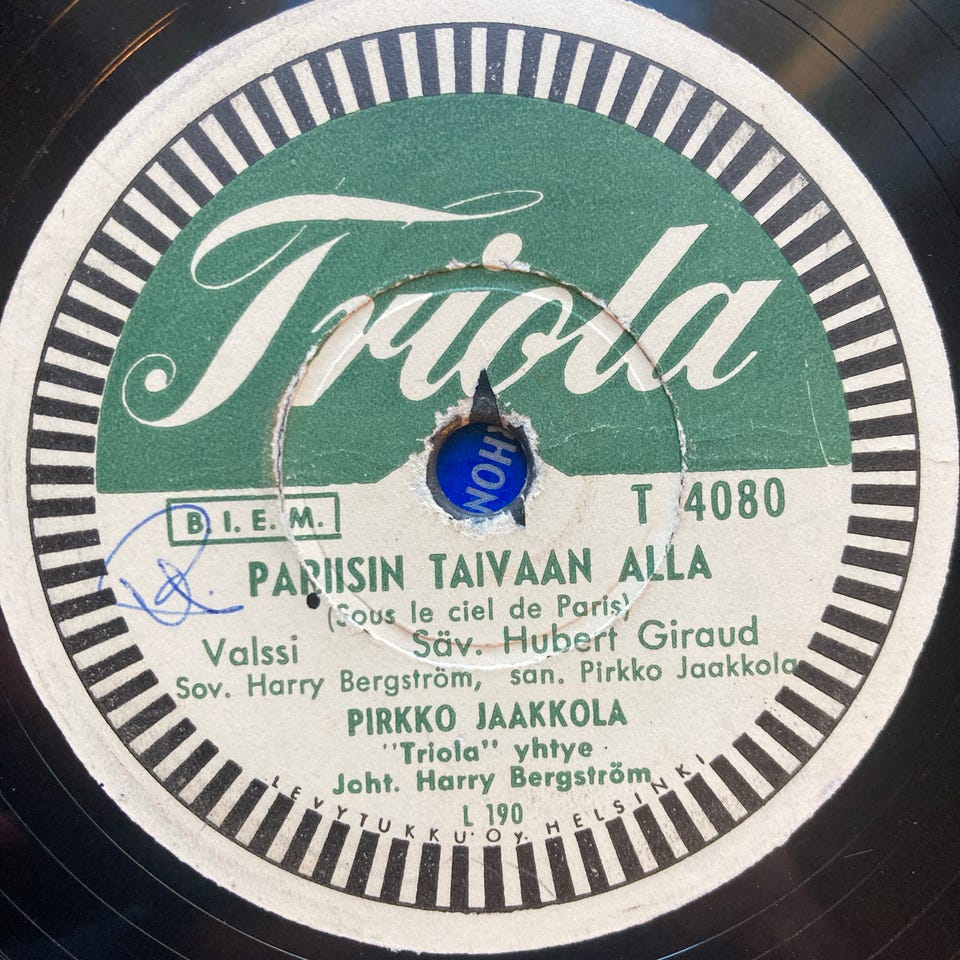 Triola
NOH
B.I.E.M.
T 4080
PARIISIN TAIVAAN ALLA
(Sous le ciel de Paris)
Valssi Säv. Hubert Giraud
Sov. Harry Bergström, san. Pirkko Jaakkola
PIRKKO JAAKKOLA
"Triola" yhtye
Joht. Harry Bergström
L 190
LEVYTUKKU Oy. HELSINKI